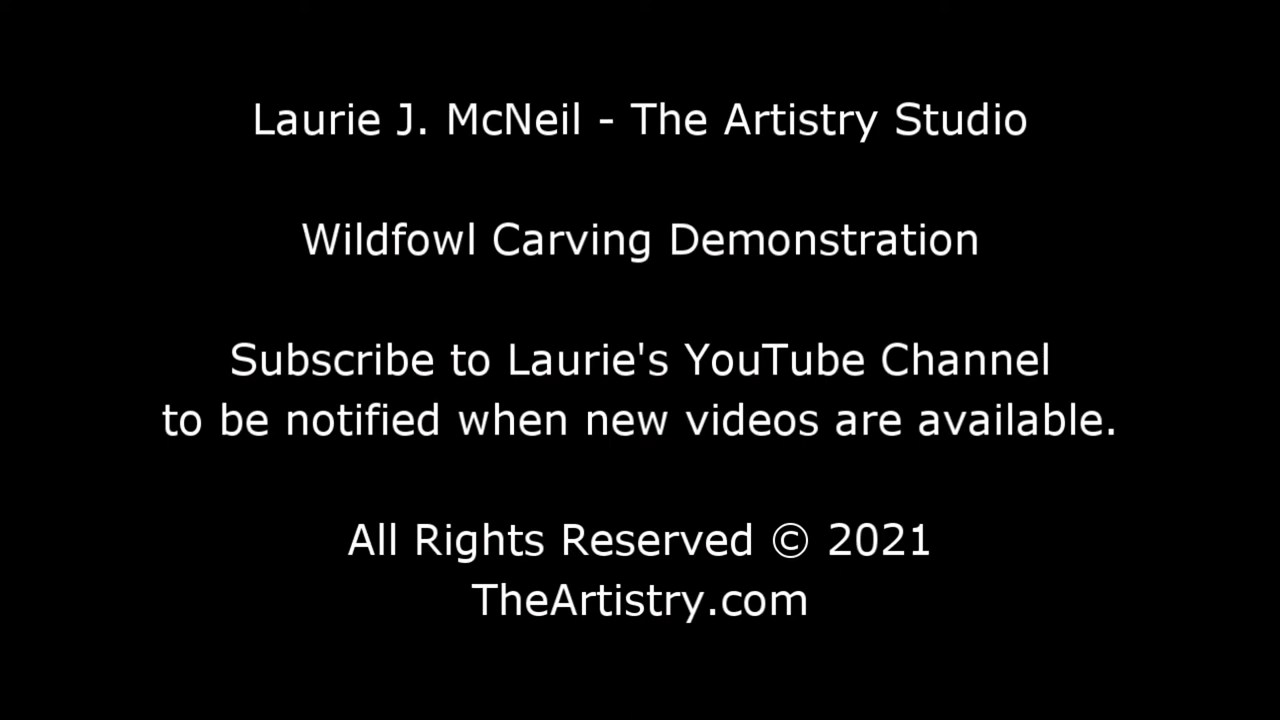 Laurie J. McNeil - The Artistry Studio
Wildfowl Carving Demonstration
Subscribe to Laurie's YouTube Channel
to be notified when new videos are available.
All Rights Reserved © 2021
TheArtistry.com